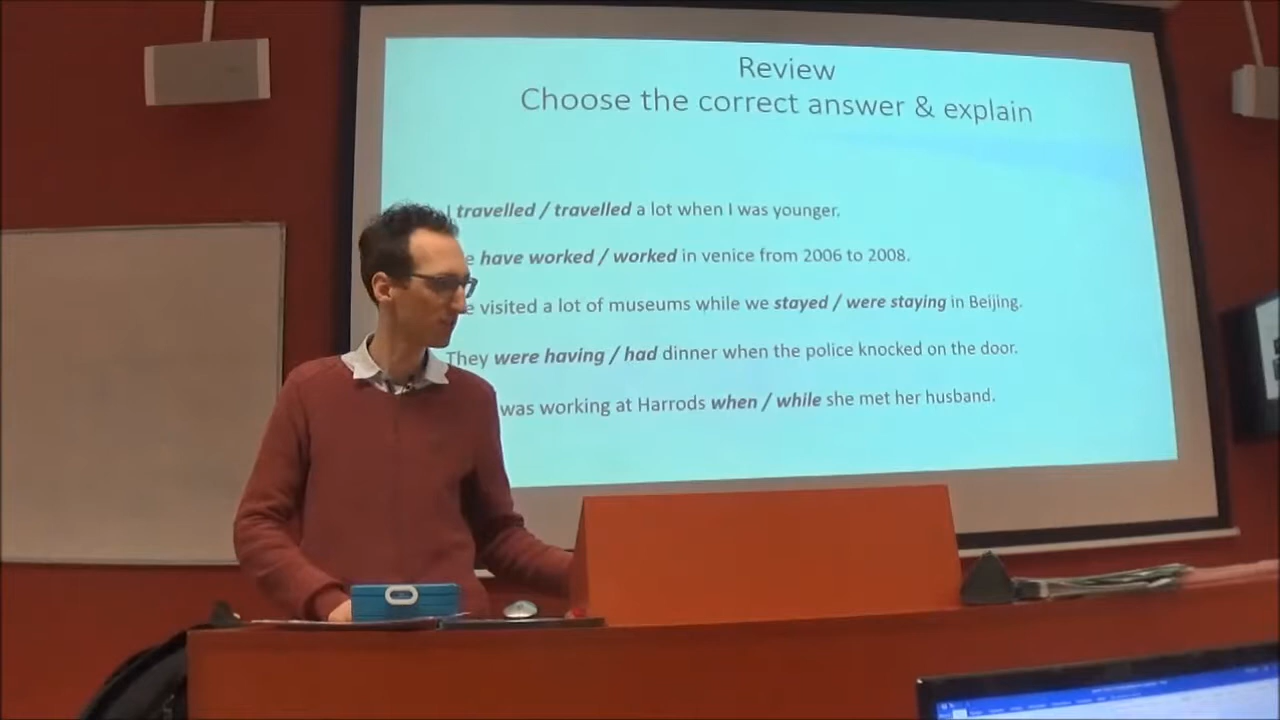 Review
Choose the correct answer & explain
I travelled / travelled a lot when I was younger.
e have worked / worked in venice from 2006 to 2008.
e visited a lot of museums while we stayed / were staying in Beijing.
They were having / had dinner when the police knocked on the door.
was working at Harrods when / while she met her husband.